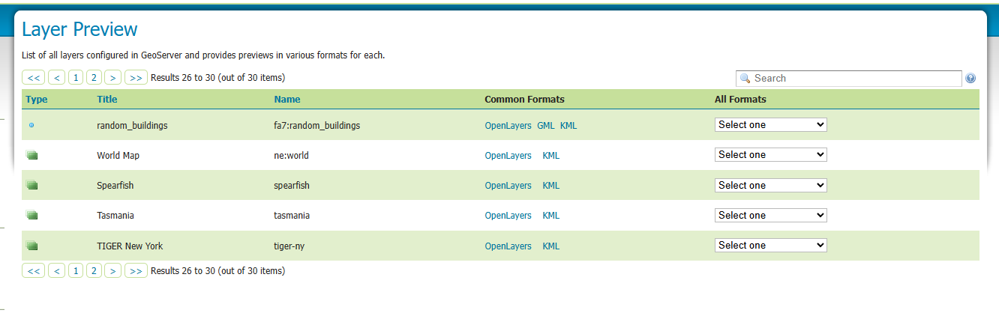 Layer Preview
List of all layers configured in GeoServer and provides previews in various formats for each.
<< < 1 2 > >> Results 26 to 30 (out of 30 items) Search
Type Title Name Common Formats All Formats
random_buildings fa7:random_buildings OpenLayers GML KML Select one
World Map ne:world OpenLayers KML Select one
Spearfish spearfish OpenLayers KML Select one
Tasmania tasmania OpenLayers KML Select one
TIGER New York tiger-ny OpenLayers KML Select one
<< < 1 2 > >> Results 26 to 30 (out of 30 items)